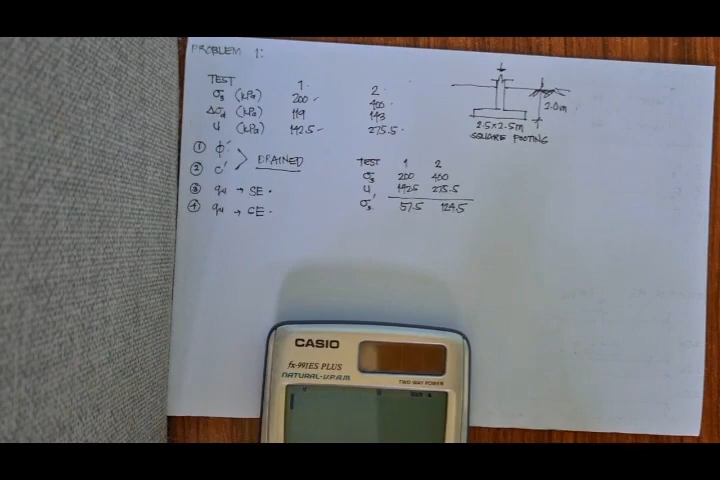 PROBLEM 1:
TEST 1 2
σ3 (kPa) 200 400
Δσd (kPa) 119 143
u (kPa) 142.5 275.5
① φ'
② c' DRAINED
③ qu → SE
④ qu → CE
2.0m
2.5 x 2.5m
SQUARE FOOTING
TEST 1 2
σ3 200 400
u 142.5 275.5
σ3' 57.5 124.5
CASIO
fx-991ES PLUS
NATURAL-V.P.A.M.
TWO WAY POWER